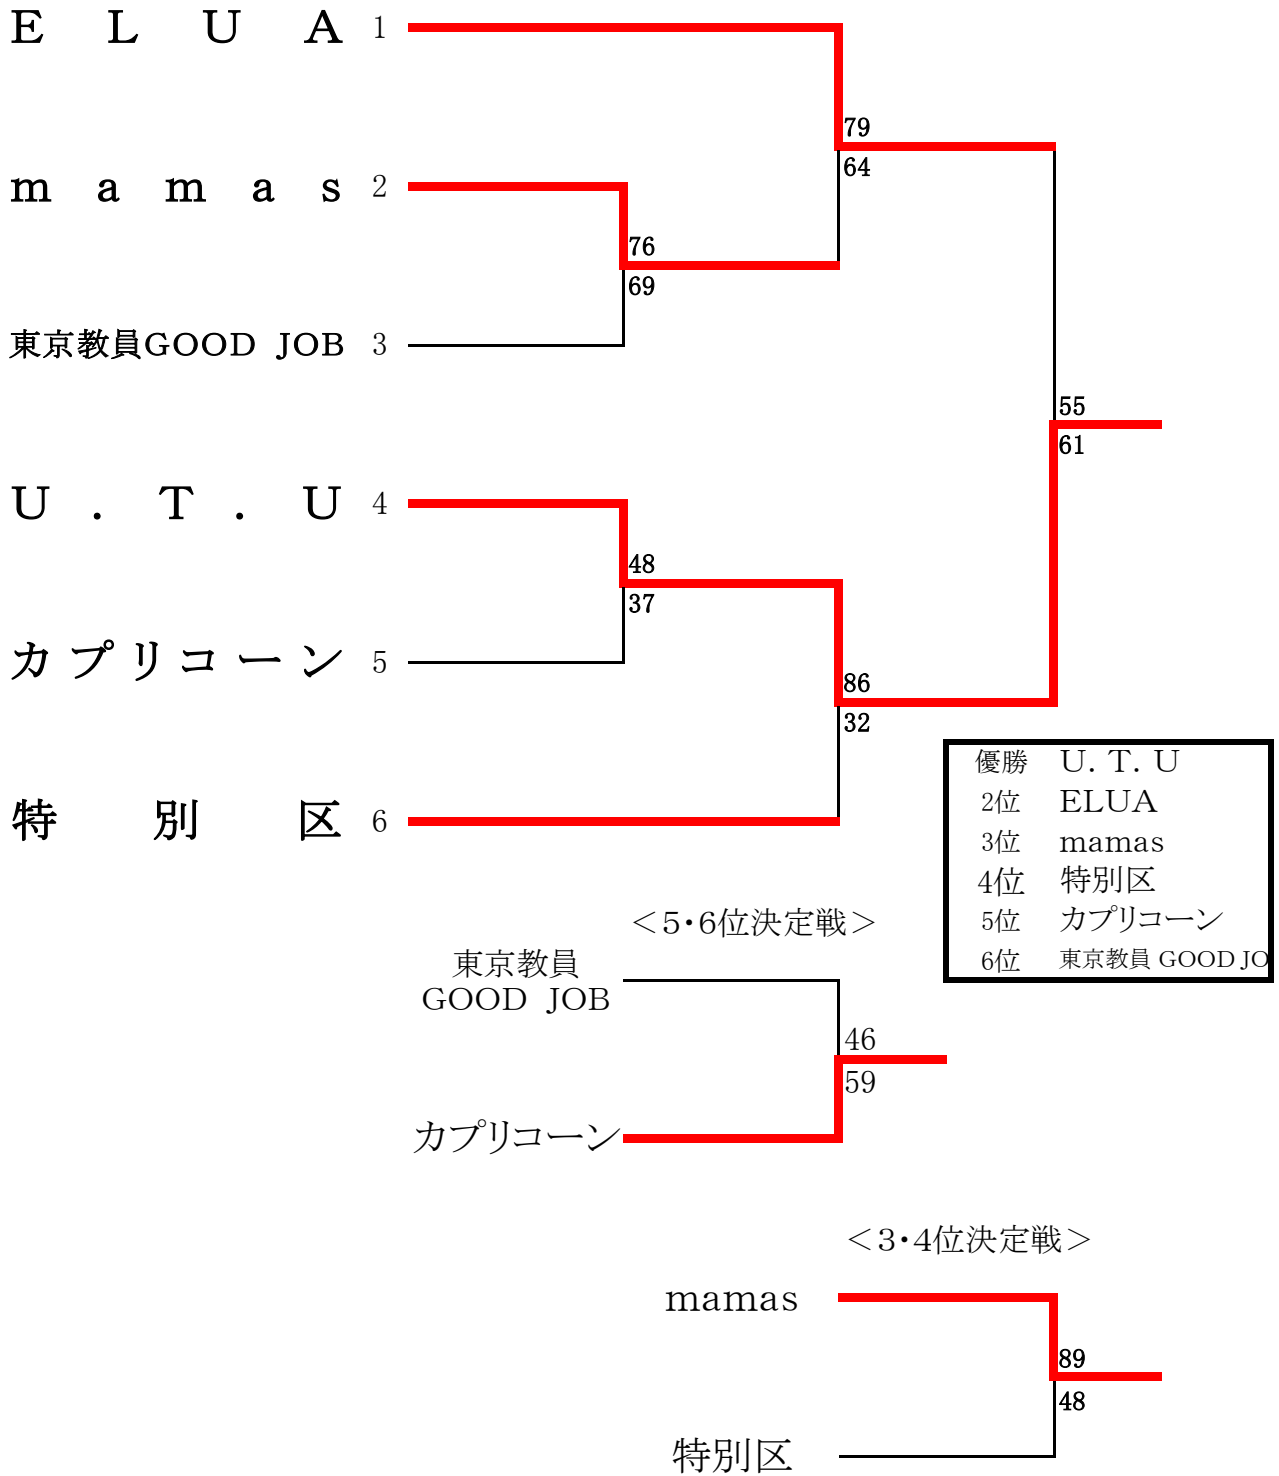 ELUA 1
79
64
mamas 2
76
69
東京教員GOOD JOB 3
55
61
U.T.U 4
48
37
カプリコーン 5
86
32
特別区 6
優勝 U.T.U
2位 ELUA
3位 mamas
4位 特別区
5位 カプリコーン
6位 東京教員 GOOD JO
＜5・6位決定戦＞
東京教員
GOOD JOB
46
59
カプリコーン
＜3・4位決定戦＞
mamas
89
48
特別区